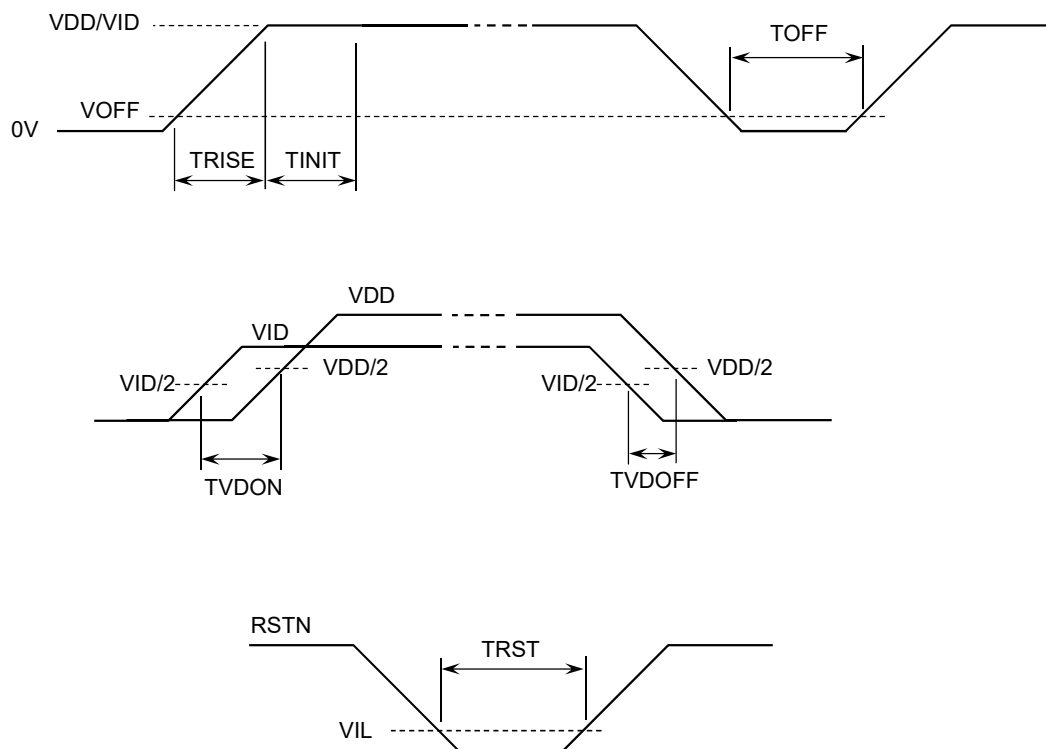 VDD/VID
TOFF
VOFF
0V
TRISE
TINIT
VDD
VID
VID/2
VDD/2
VID/2
VDD/2
TVDON
TVDOFF
RSTN
TRST
VIL